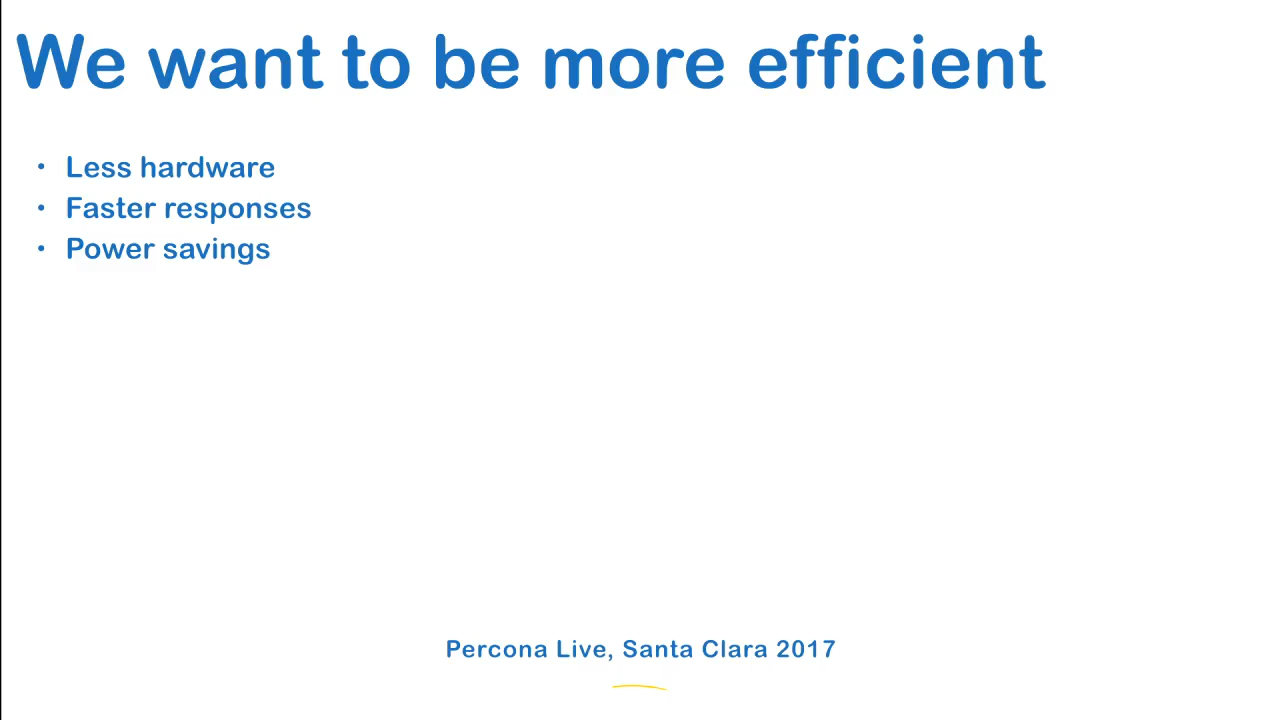 We want to be more efficient
• Less hardware
• Faster responses
• Power savings
Percona Live, Santa Clara 2017